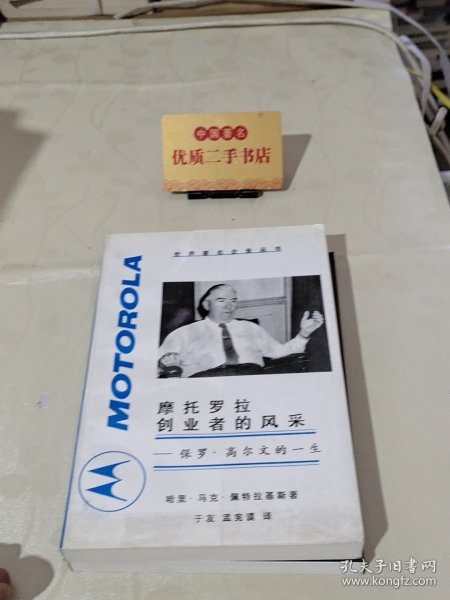 中国著名
优质二手书店
世界著名企业丛书
MOTOROLA
摩托罗拉
创业者的风采
—保罗·高尔文的一生
哈里·马克·佩特拉基斯著
于友 孟宪谟 译
孔夫子旧书网
www.kongfz.com